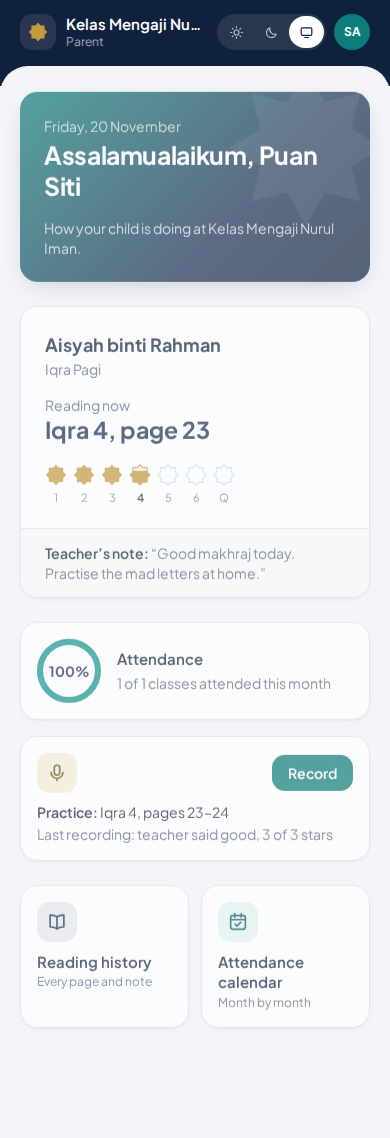 Kelas Mengaji Nu...
Parent
SA
Friday, 20 November
Assalamualaikum, Puan
Siti
How your child is doing at Kelas Mengaji Nurul
Iman.
Aisyah binti Rahman
Iqra Pagi
Reading now
Iqra 4, page 23
1 2 3 4 5 6 Q
Teacher's note: “Good makhraj today.
Practise the mad letters at home.”
100%
Attendance
1 of 1 classes attended this month
Record
Practice: Iqra 4, pages 23–24
Last recording: teacher said good, 3 of 3 stars
Reading history
Every page and note
Attendance
calendar
Month by month